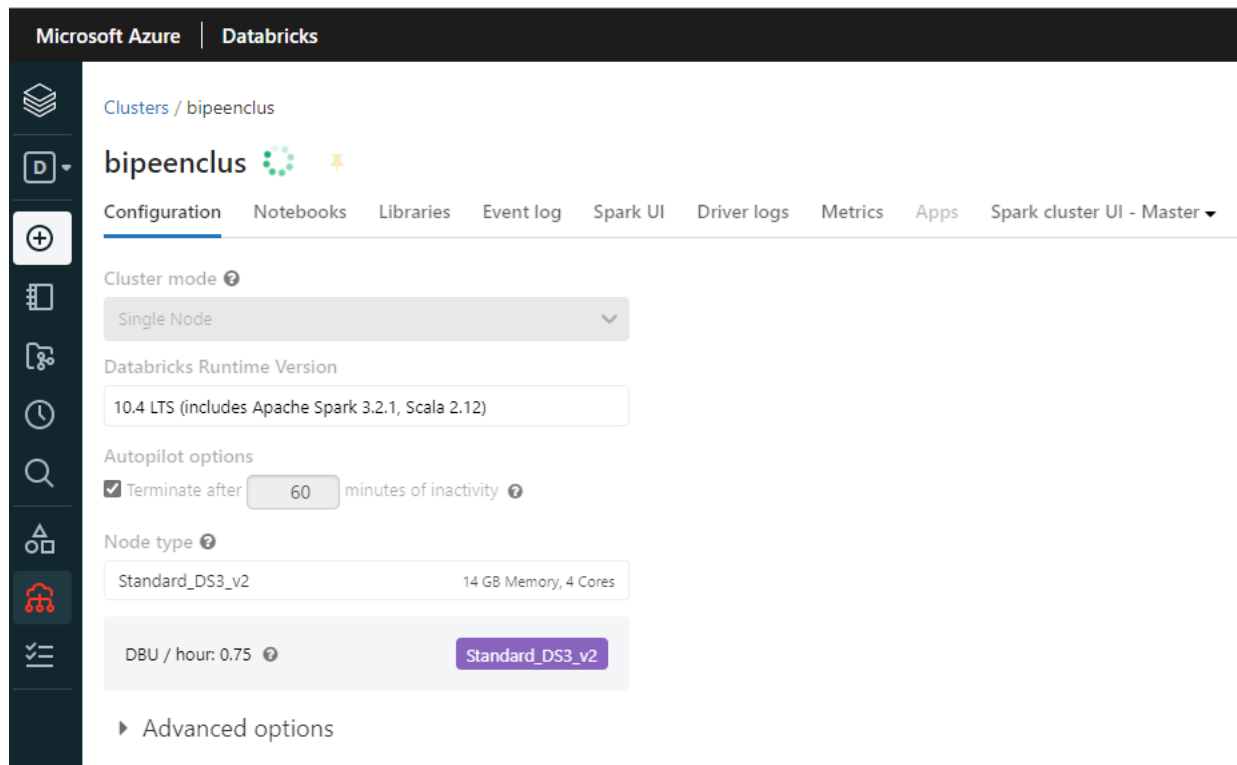 Microsoft Azure | Databricks
Clusters / bipeenclus
D
bipeenclus
Configuration Notebooks Libraries Event log Spark UI Driver logs Metrics Apps Spark cluster UI - Master
Cluster mode ?
Single Node
Databricks Runtime Version
10.4 LTS (includes Apache Spark 3.2.1, Scala 2.12)
Autopilot options
Terminate after 60 minutes of inactivity ?
Node type ?
Standard_DS3_v2 14 GB Memory, 4 Cores
DBU / hour: 0.75 ? Standard_DS3_v2
Advanced options